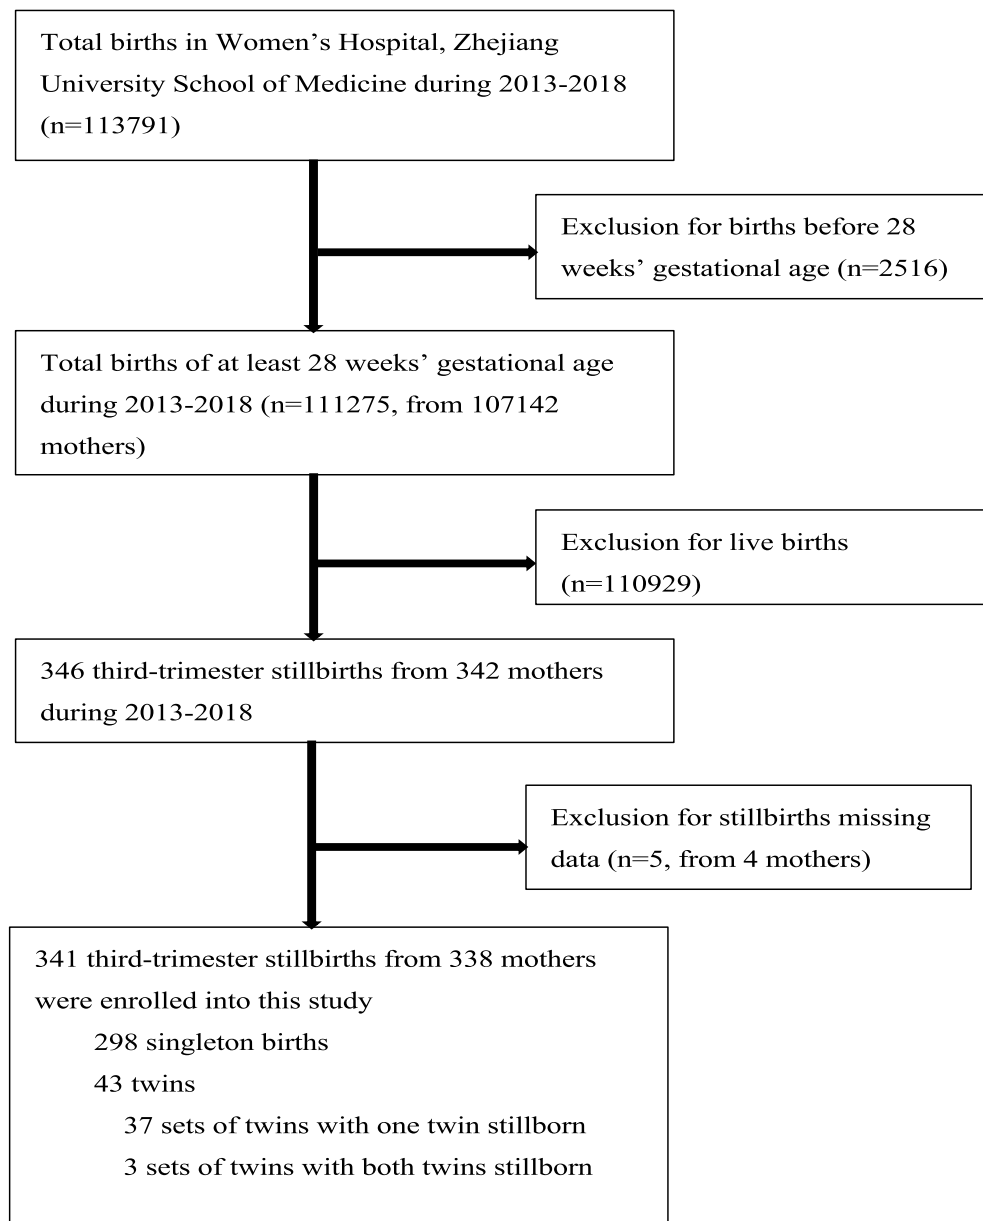 Total births in Women’s Hospital, Zhejiang
University School of Medicine during 2013-2018
(n=113791)
Exclusion for births before 28
weeks’ gestational age (n=2516)
Total births of at least 28 weeks’ gestational age
during 2013-2018 (n=111275, from 107142
mothers)
Exclusion for live births
(n=110929)
346 third-trimester stillbirths from 342 mothers
during 2013-2018
Exclusion for stillbirths missing
data (n=5, from 4 mothers)
341 third-trimester stillbirths from 338 mothers
were enrolled into this study
298 singleton births
43 twins
37 sets of twins with one twin stillborn
3 sets of twins with both twins stillborn